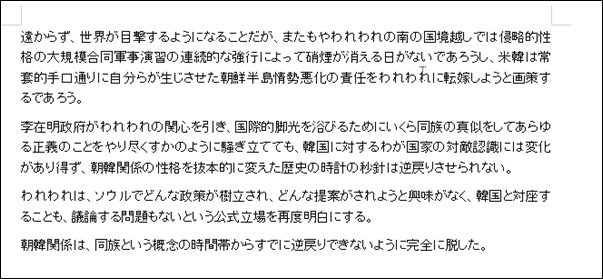 遠からず、世界が目撃するようになることだが、またもやわれわれの南の国境越しでは侵略的性
格の大規模合同軍事演習の連続的な強行によって硝煙が消える日がないであろうし、米韓は常
套的手口通りに自分らが生じさせた朝鮮半島情勢悪化の責任をわれわれに転嫁しようと画策す
るであろう。
李在明政府がわれわれの関心を引き、国際的脚光を浴びるためにいくら同族の真似をしてあらゆ
る正義のことをやり尽くすかのように騒ぎ立てても、韓国に対するわが国家の対敵認識には変化
があり得ず、朝韓関係の性格を抜本的に変えた歴史の時計の秒針は逆戻りさせられない。
われわれは、ソウルでどんな政策が樹立され、どんな提案がされようと興味がなく、韓国と対座す
ることも、議論する問題もないという公式立場を再度明白にする。
朝韓関係は、同族という概念の時間帯からすでに逆戻りできないように完全に脱した。